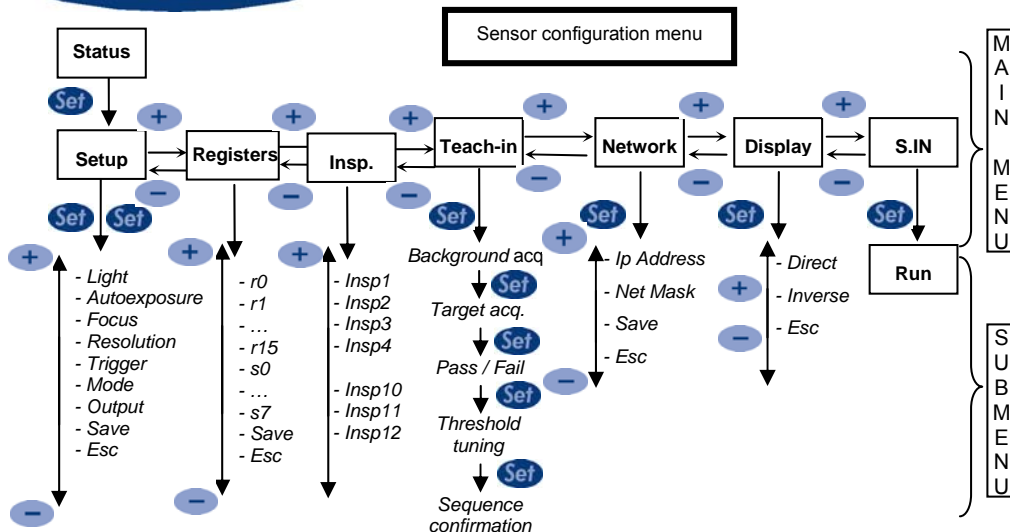 Sensor configuration menu
Status
Set
+ + + + + +
Setup Registers Insp. Teach-in Network Display S.IN
− − − − − −
Set Set Set Set Set Set
+
- Light
- Autoexposure
- Focus
- Resolution
- Trigger
- Mode
- Output
- Save
- Esc
−
+
- r0
- r1
- ...
- r15
- s0
- ...
- s7
- Save
- Esc
−
+
- Insp1
- Insp2
- Insp3
- Insp4
- Insp10
- Insp11
- Insp12
Background acq
Set
Target acq.
Set
Pass / Fail
Set
Threshold
tuning
Set
Sequence
confirmation
+
- Ip Address
- Net Mask
- Save
- Esc
−
- Direct
+
- Inverse
−
- Esc
Run
MAIN MENU
SUBMENU